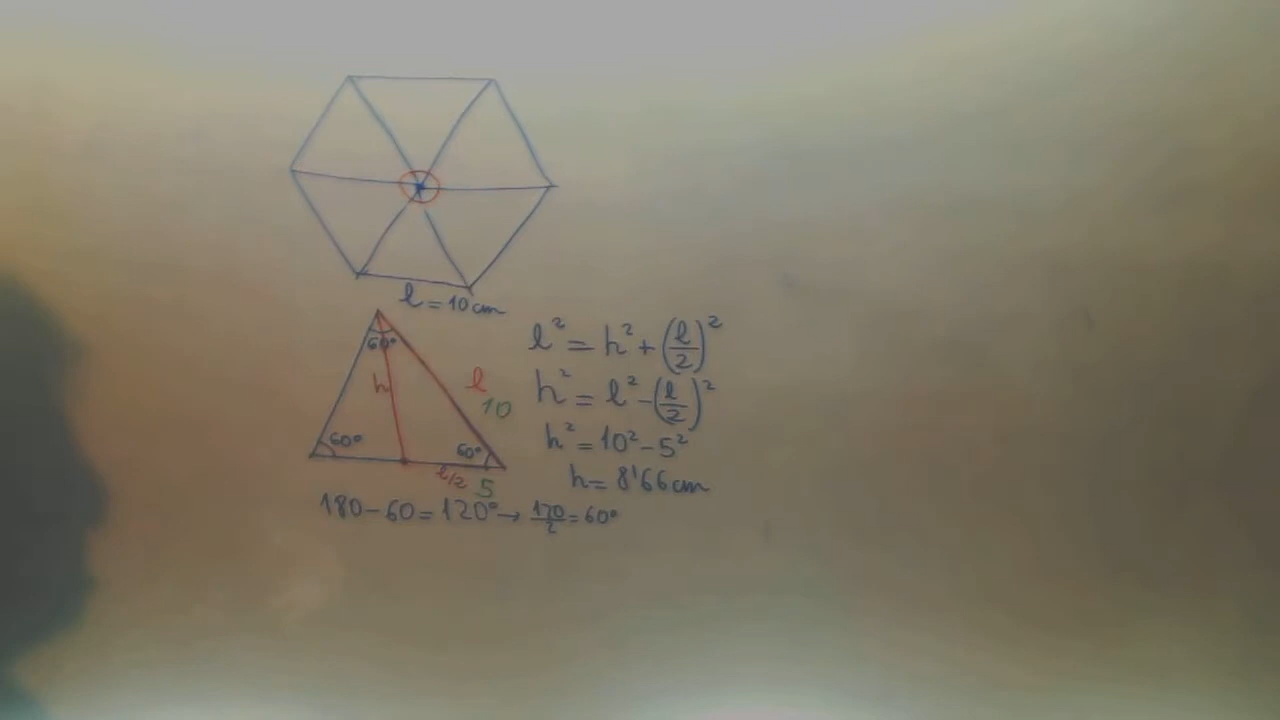 l = 10 cm
60°
h
l
10
60°
60°
l/2
5
l² = h² + (l/2)²
h² = l² - (l/2)²
h² = 10² - 5²
h = 8'66 cm
180 - 60 = 120° → 170/2 = 60°